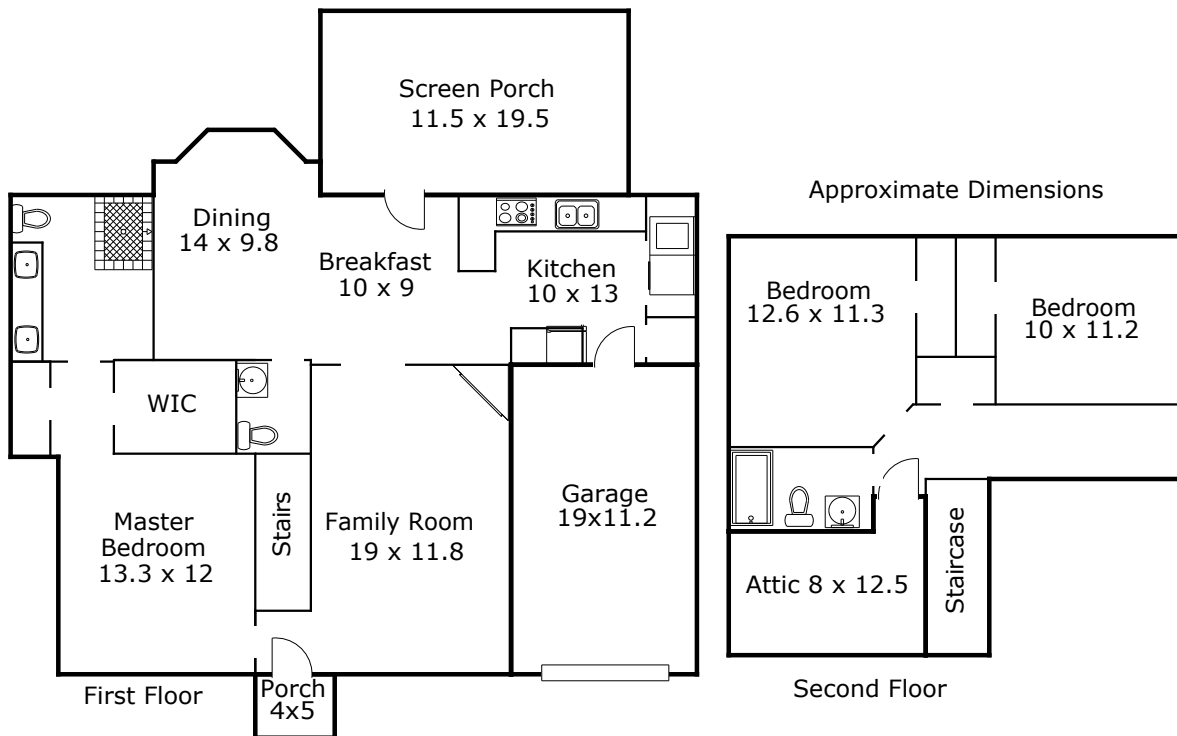 Screen Porch
11.5 x 19.5
Approximate Dimensions
Dining
14 x 9.8
Breakfast
10 x 9
Kitchen
10 x 13
Bedroom
12.6 x 11.3
Bedroom
10 x 11.2
WIC
Master
Bedroom
13.3 x 12
Stairs
Family Room
19 x 11.8
Garage
19x11.2
Attic 8 x 12.5
Staircase
First Floor
Porch
4x5
Second Floor